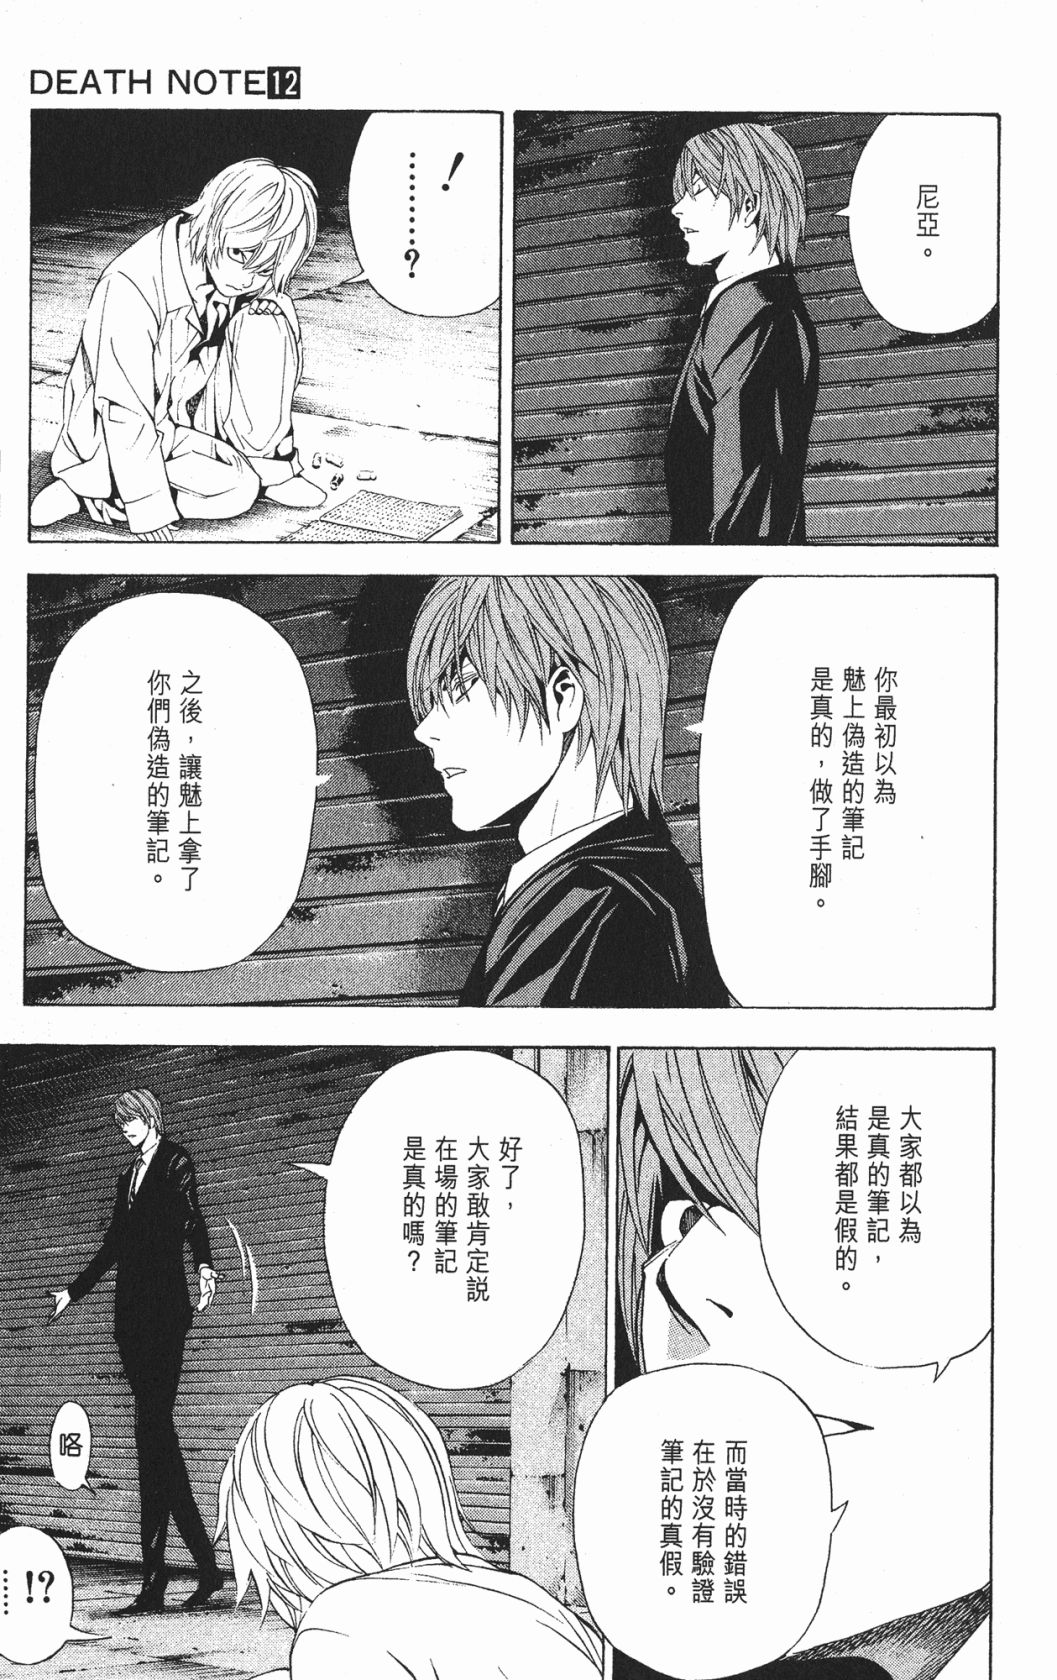 DEATH NOTE12
尼亞。
！
………？
你最初以為
魅上偽造的筆記
是真的，做了手腳。
之後，讓魅上拿了
你們偽造的筆記。
大家都以為
是真的筆記，
結果都是假的。
而當時的錯誤
在於沒有驗證
筆記的真假。
好了，
大家敢肯定說
在場的筆記
是真的嗎？
咯
!?
……